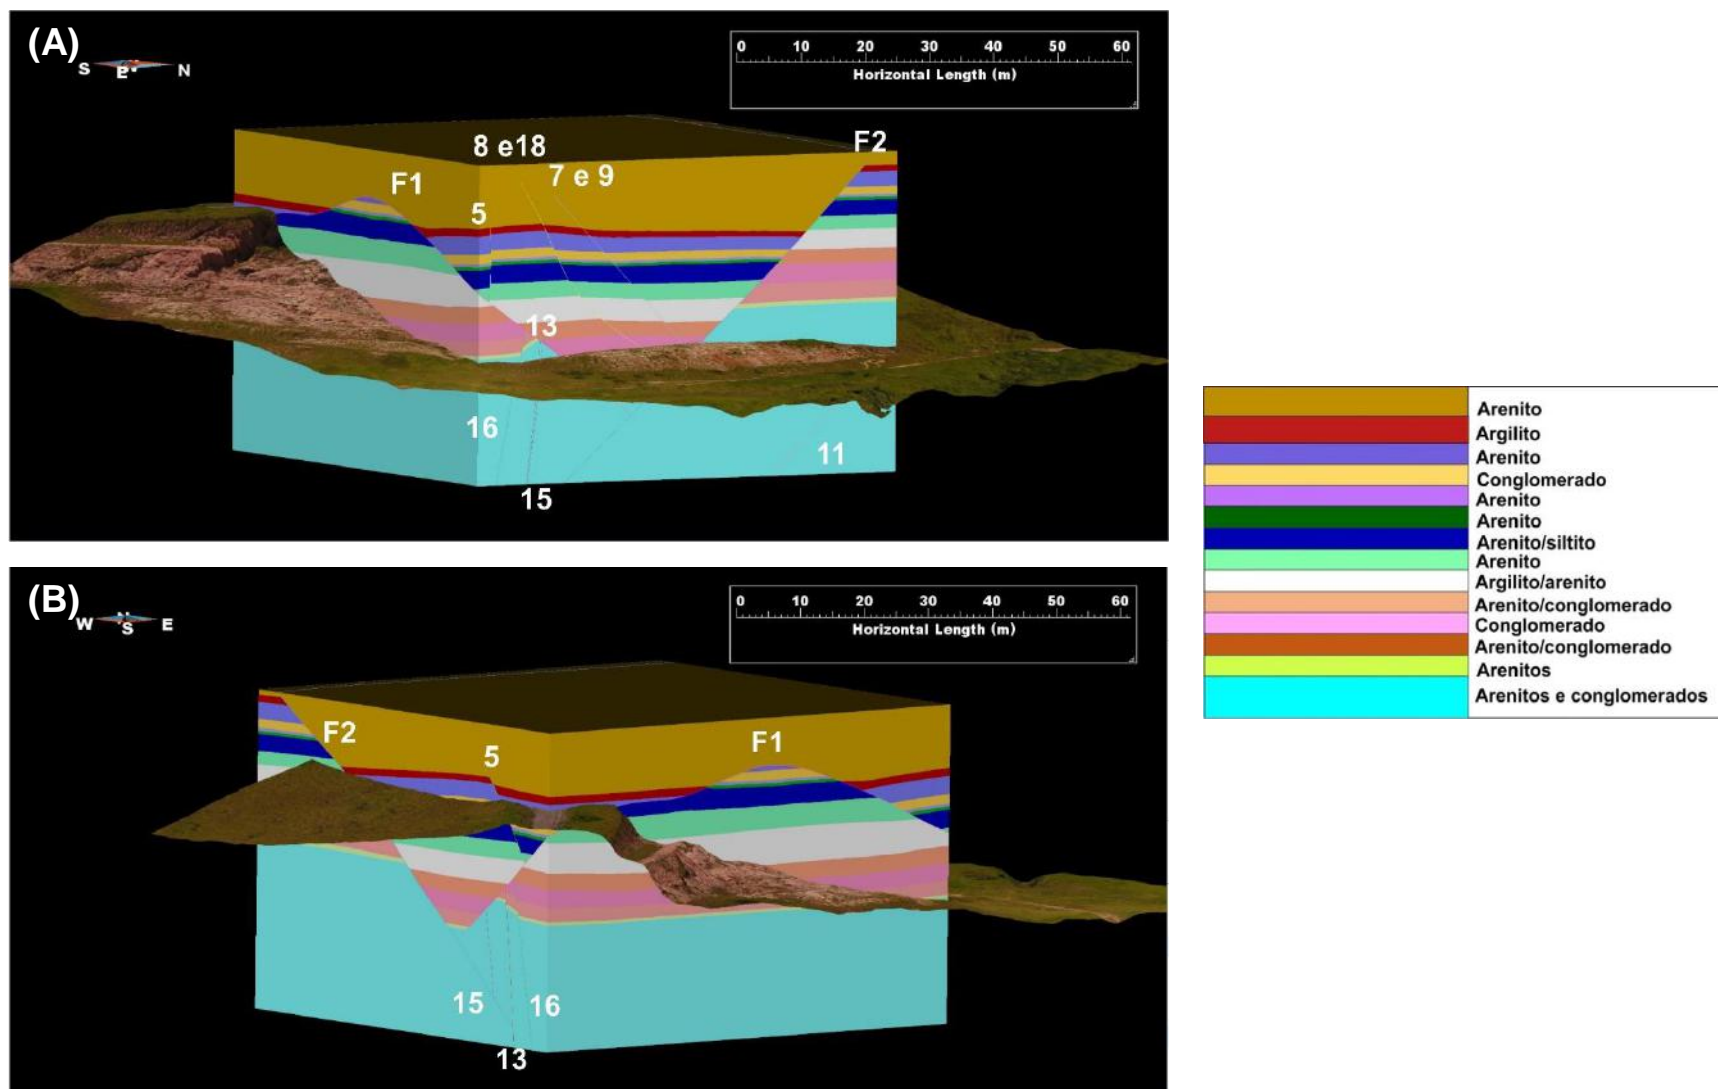 (A)
S E N
0 10 20 30 40 50 60
Horizontal Length (m)
F2
8 e18
7 e 9
F1
5
13
16
11
15
(B)
W N S E
0 10 20 30 40 50 60
Horizontal Length (m)
F2
5
F1
15
16
13
Arenito
Argilito
Arenito
Conglomerado
Arenito
Arenito
Arenito/siltito
Arenito
Argilito/arenito
Arenito/conglomerado
Conglomerado
Arenito/conglomerado
Arenitos
Arenitos e conglomerados